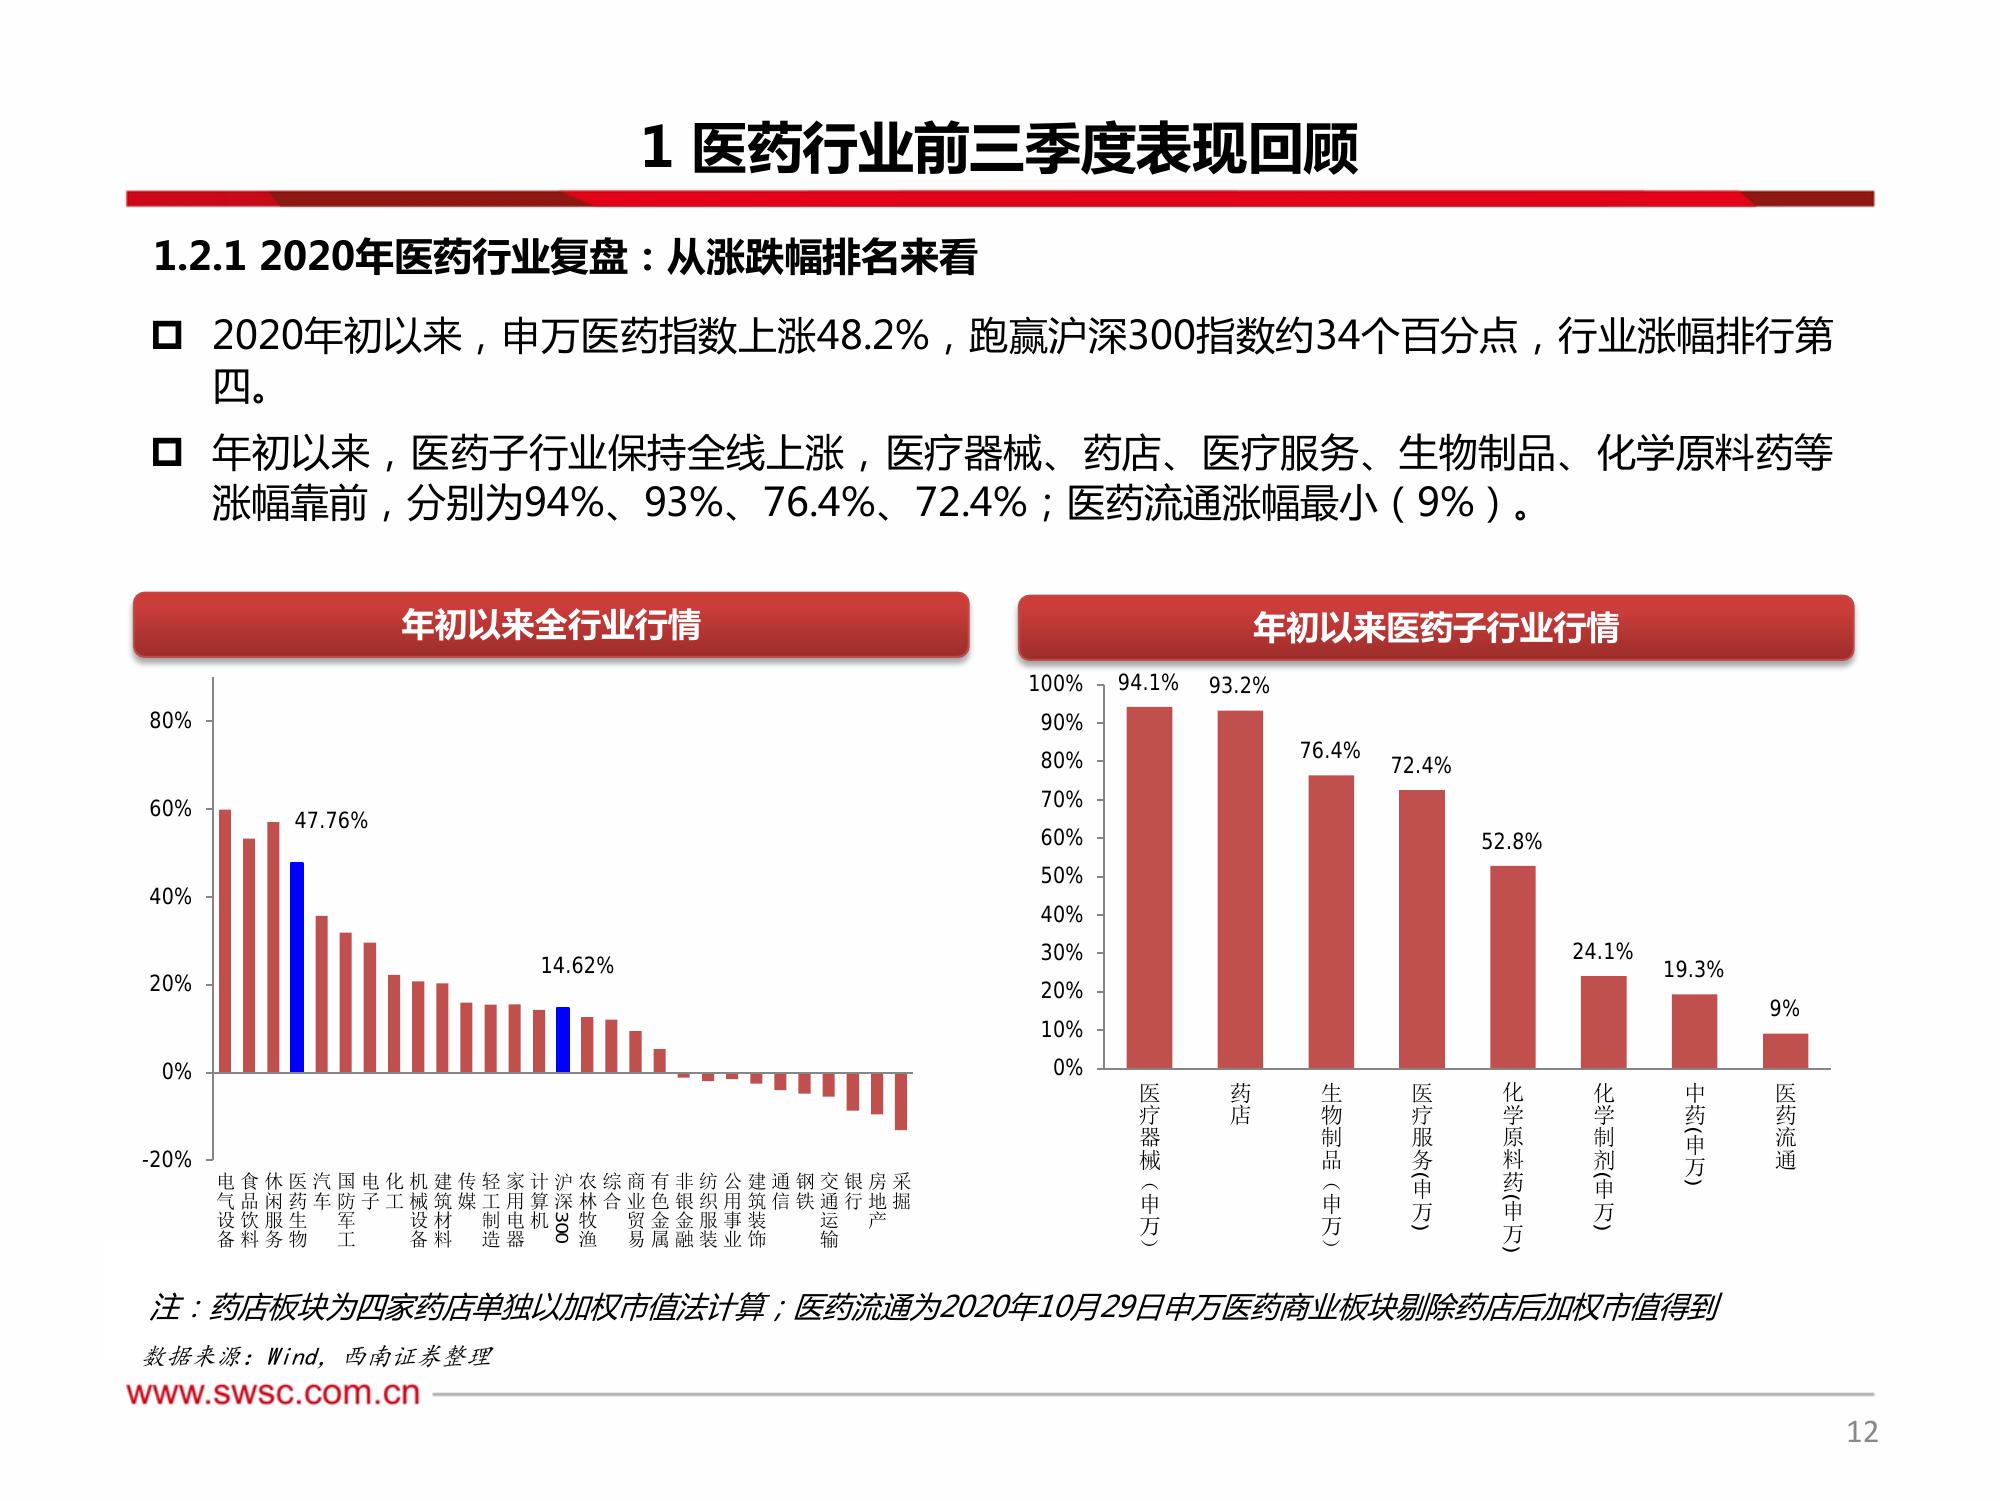 1 医药行业前三季度表现回顾
1.2.1 2020年医药行业复盘：从涨跌幅排名来看
2020年初以来，申万医药指数上涨48.2%，跑赢沪深300指数约34个百分点，行业涨幅排行第
四。
年初以来，医药子行业保持全线上涨，医疗器械、药店、医疗服务、生物制品、化学原料药等
涨幅靠前，分别为94%、93%、76.4%、72.4%；医药流通涨幅最小（9%）。
年初以来全行业行情
80%
60%
40%
20%
0%
-20%
47.76%
14.62%
电气设备
食品饮料
休闲服务
医药生物
汽车
国防军工
电子
化工
机械设备
建筑材料
传媒
轻工制造
家用电器
计算机
沪深300
农林牧渔
综合
商业贸易
有色金属
非银金融
纺织服装
公用事业
建筑装饰
通信
钢铁
交通运输
银行
房地产
采掘
年初以来医药子行业行情
100%
90%
80%
70%
60%
50%
40%
30%
20%
10%
0%
94.1%
93.2%
76.4%
72.4%
52.8%
24.1%
19.3%
9%
医疗器械（申万）
药店
生物制品（申万）
医疗服务(申万)
化学原料药(申万)
化学制剂(申万)
中药(申万)
医药流通
注：药店板块为四家药店单独以加权市值法计算；医药流通为2020年10月29日申万医药商业板块剔除药店后加权市值得到
数据来源：Wind，西南证券整理
www.swsc.com.cn
12